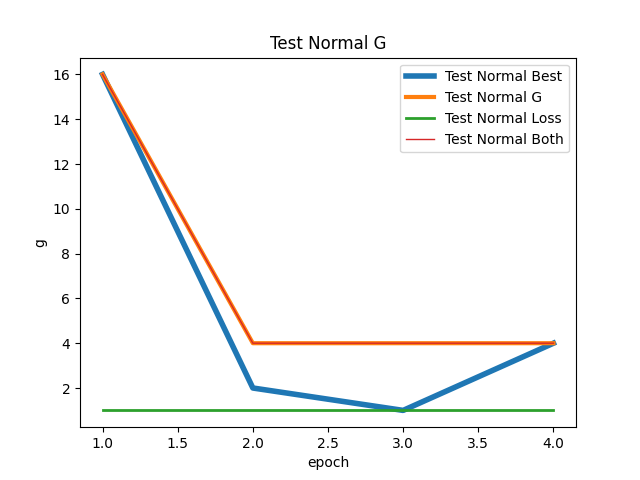 Test Normal G
Test Normal Best
Test Normal G
Test Normal Loss
Test Normal Both
16
14
12
10
8
6
4
2
g
1.0 1.5 2.0 2.5 3.0 3.5 4.0
epoch